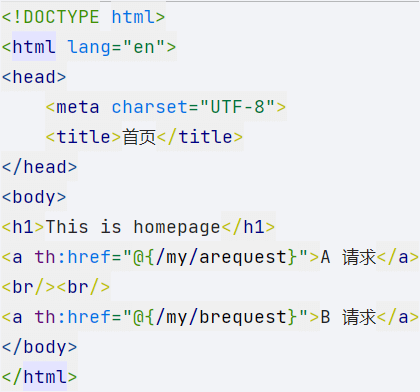 <!DOCTYPE html>
<html lang="en">
<head>
    <meta charset="UTF-8">
    <title>首页</title>
</head>
<body>
<h1>This is homepage</h1>
<a th:href="@{/my/arequest}">A 请求</a>
<br/><br/>
<a th:href="@{/my/brequest}">B 请求</a>
</body>
</html>